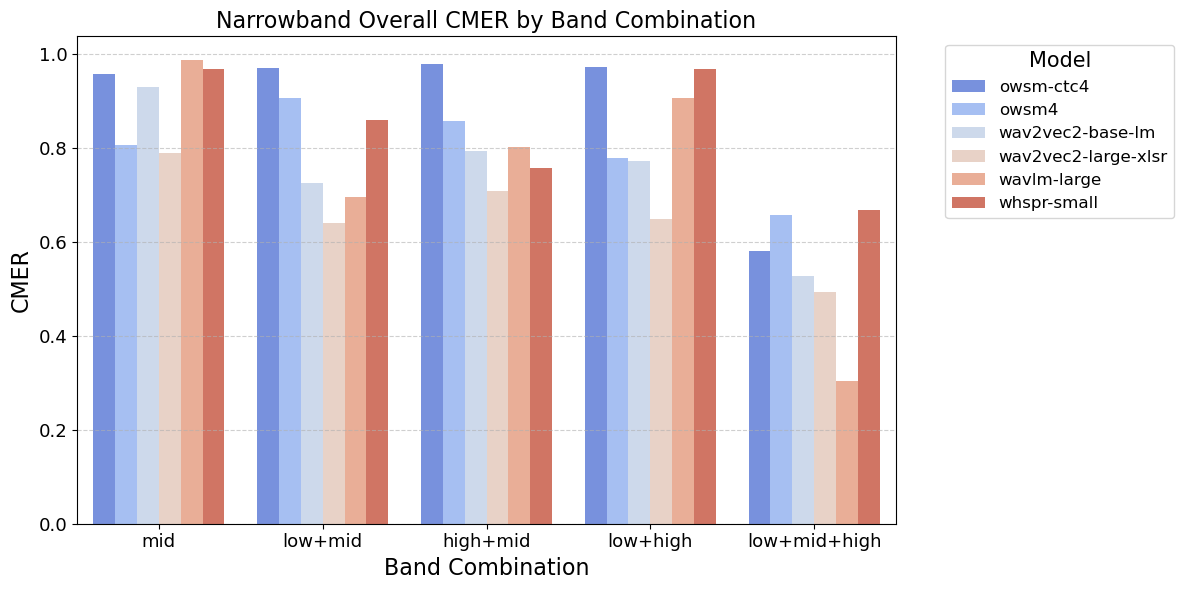 Narrowband Overall CMER by Band Combination
CMER
1.0
0.8
0.6
0.4
0.2
0.0
mid
low+mid
high+mid
low+high
low+mid+high
Band Combination
Model
owsm-ctc4
owsm4
wav2vec2-base-lm
wav2vec2-large-xlsr
wavlm-large
whspr-small